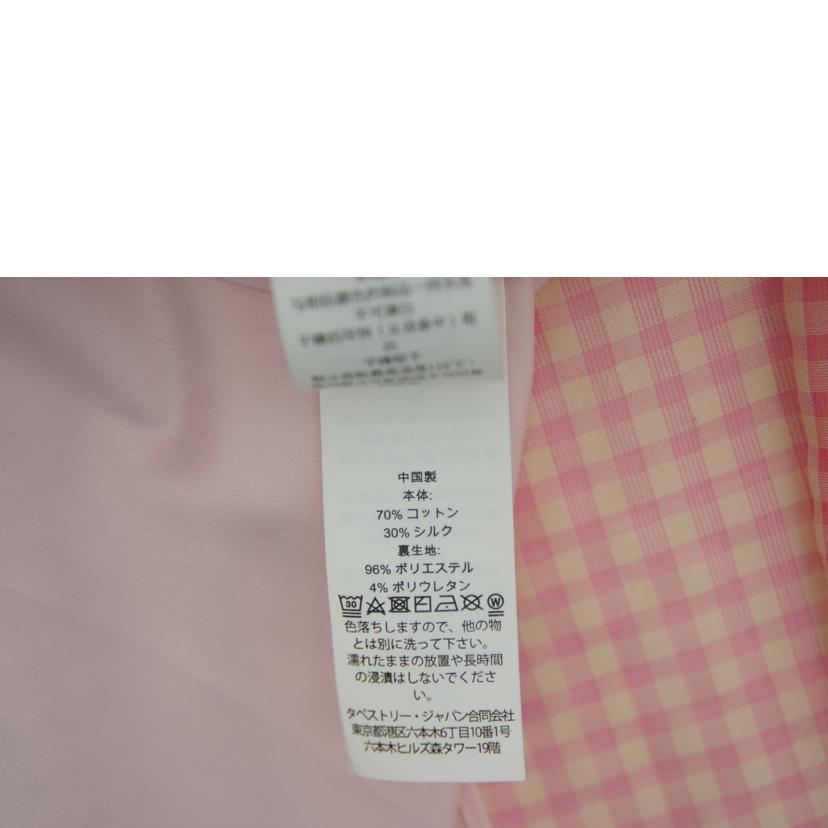 中国製
本体:
70% コットン
30% シルク
裏生地:
96% ポリエステル
4% ポリウレタン
30 W
色落ちしますので、他の物
とは別に洗って下さい。
濡れたままの放置や長時間
の浸漬はしないでくださ
い。
タペストリー・ジャパン合同会社
東京都港区六本木6丁目10番1号
六本木ヒルズ森タワー19階